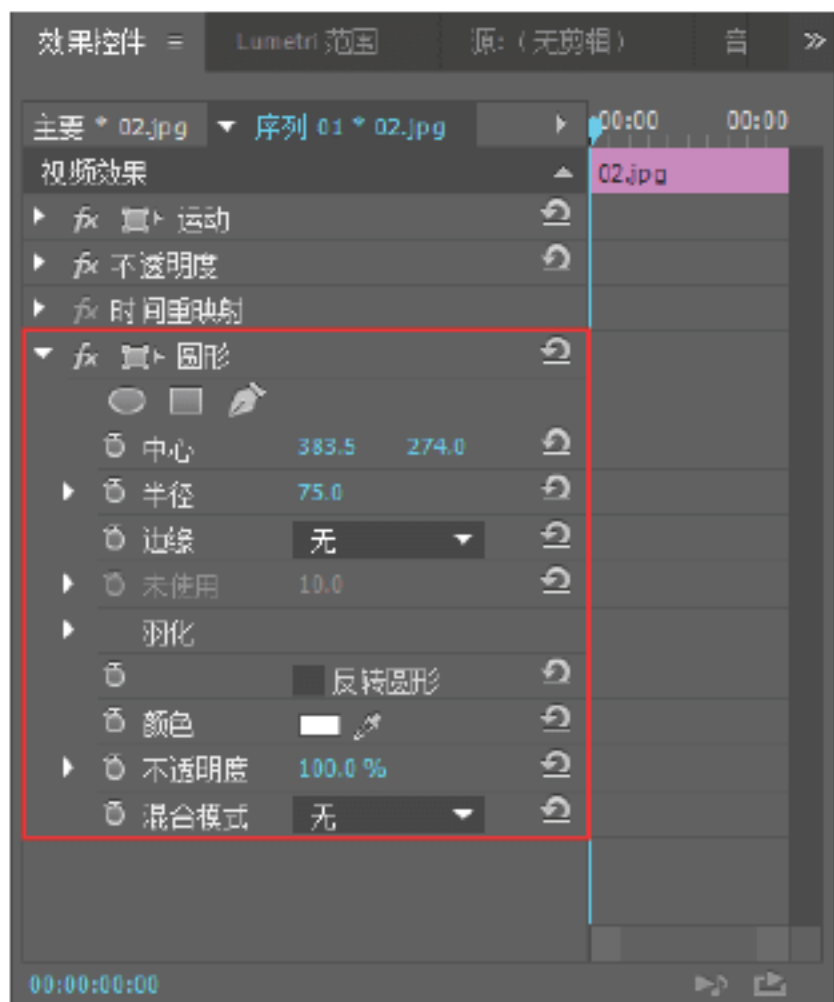 效果控件 ≡ Lumetri 范围 源:（无剪辑） 音 >>
主要 * 02.jpg 序列 01 * 02.jpg 00:00 00:00
视频效果 02.jpg
fx 运动
fx 不透明度
fx 时间重映射
fx 圆形
中心 383.5 274.0
半径 75.0
边缘 无
未使用 10.0
羽化
反转圆形
颜色
不透明度 100.0 %
混合模式 无
00:00:00:00